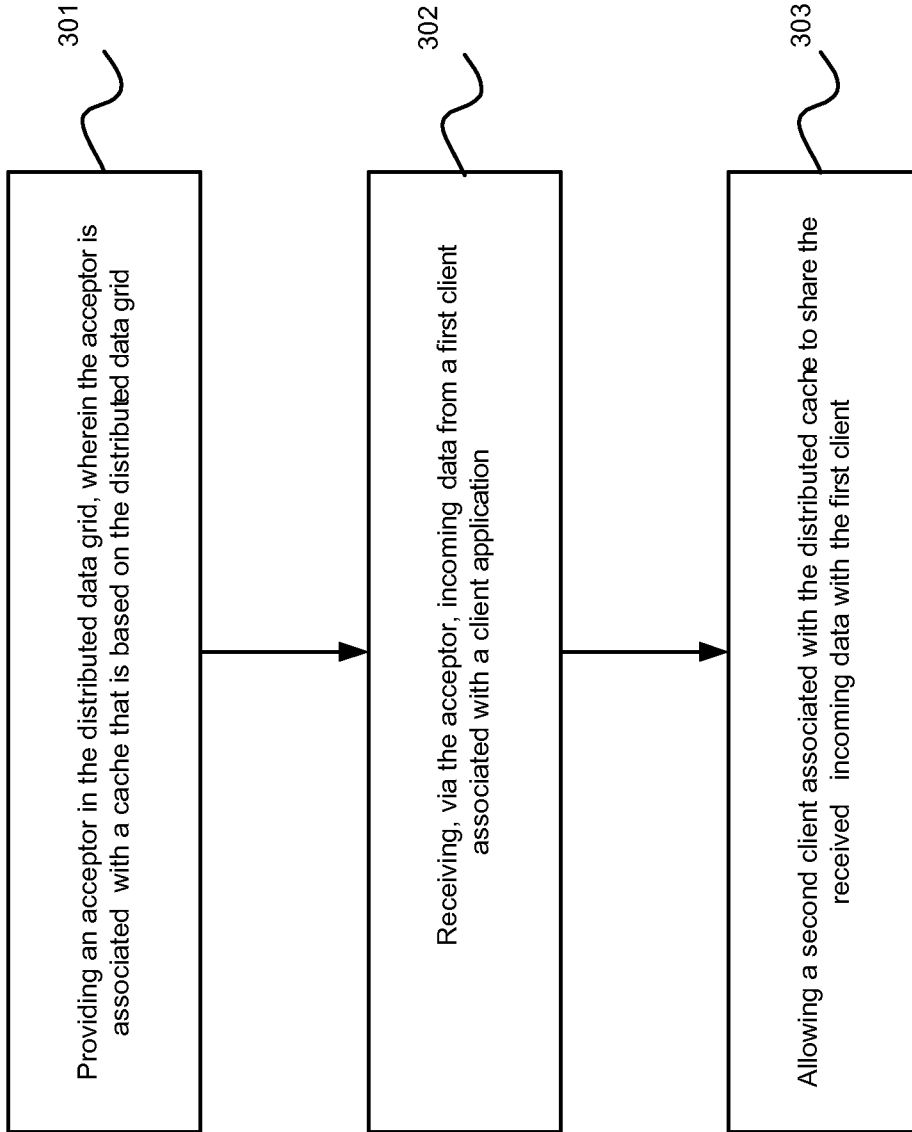 301
Providing an acceptor in the distributed data grid, wherein the acceptor is
associated with a cache that is based on the distributed data grid
302
Receiving, via the acceptor, incoming data from a first client
associated with a client application
303
Allowing a second client associated with the distributed cache to share the
received incoming data with the first client